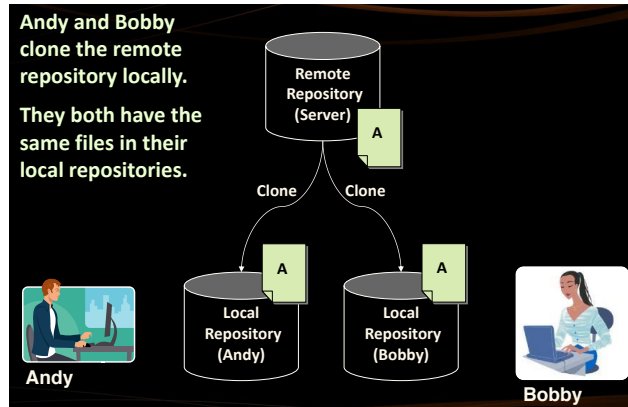 Andy and Bobby
clone the remote
repository locally.
They both have the
same files in their
local repositories.
Remote
Repository
(Server)
A
Clone
Clone
A
A
Local
Repository
(Andy)
Local
Repository
(Bobby)
Andy
Bobby